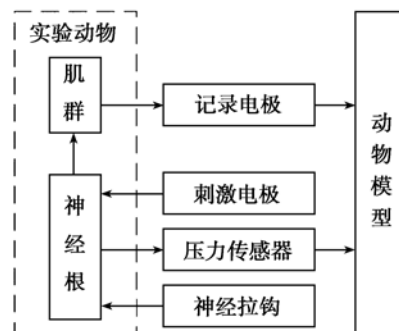 实验动物
肌群
记录电极
刺激电极
神经根
压力传感器
神经拉钩
动物模型